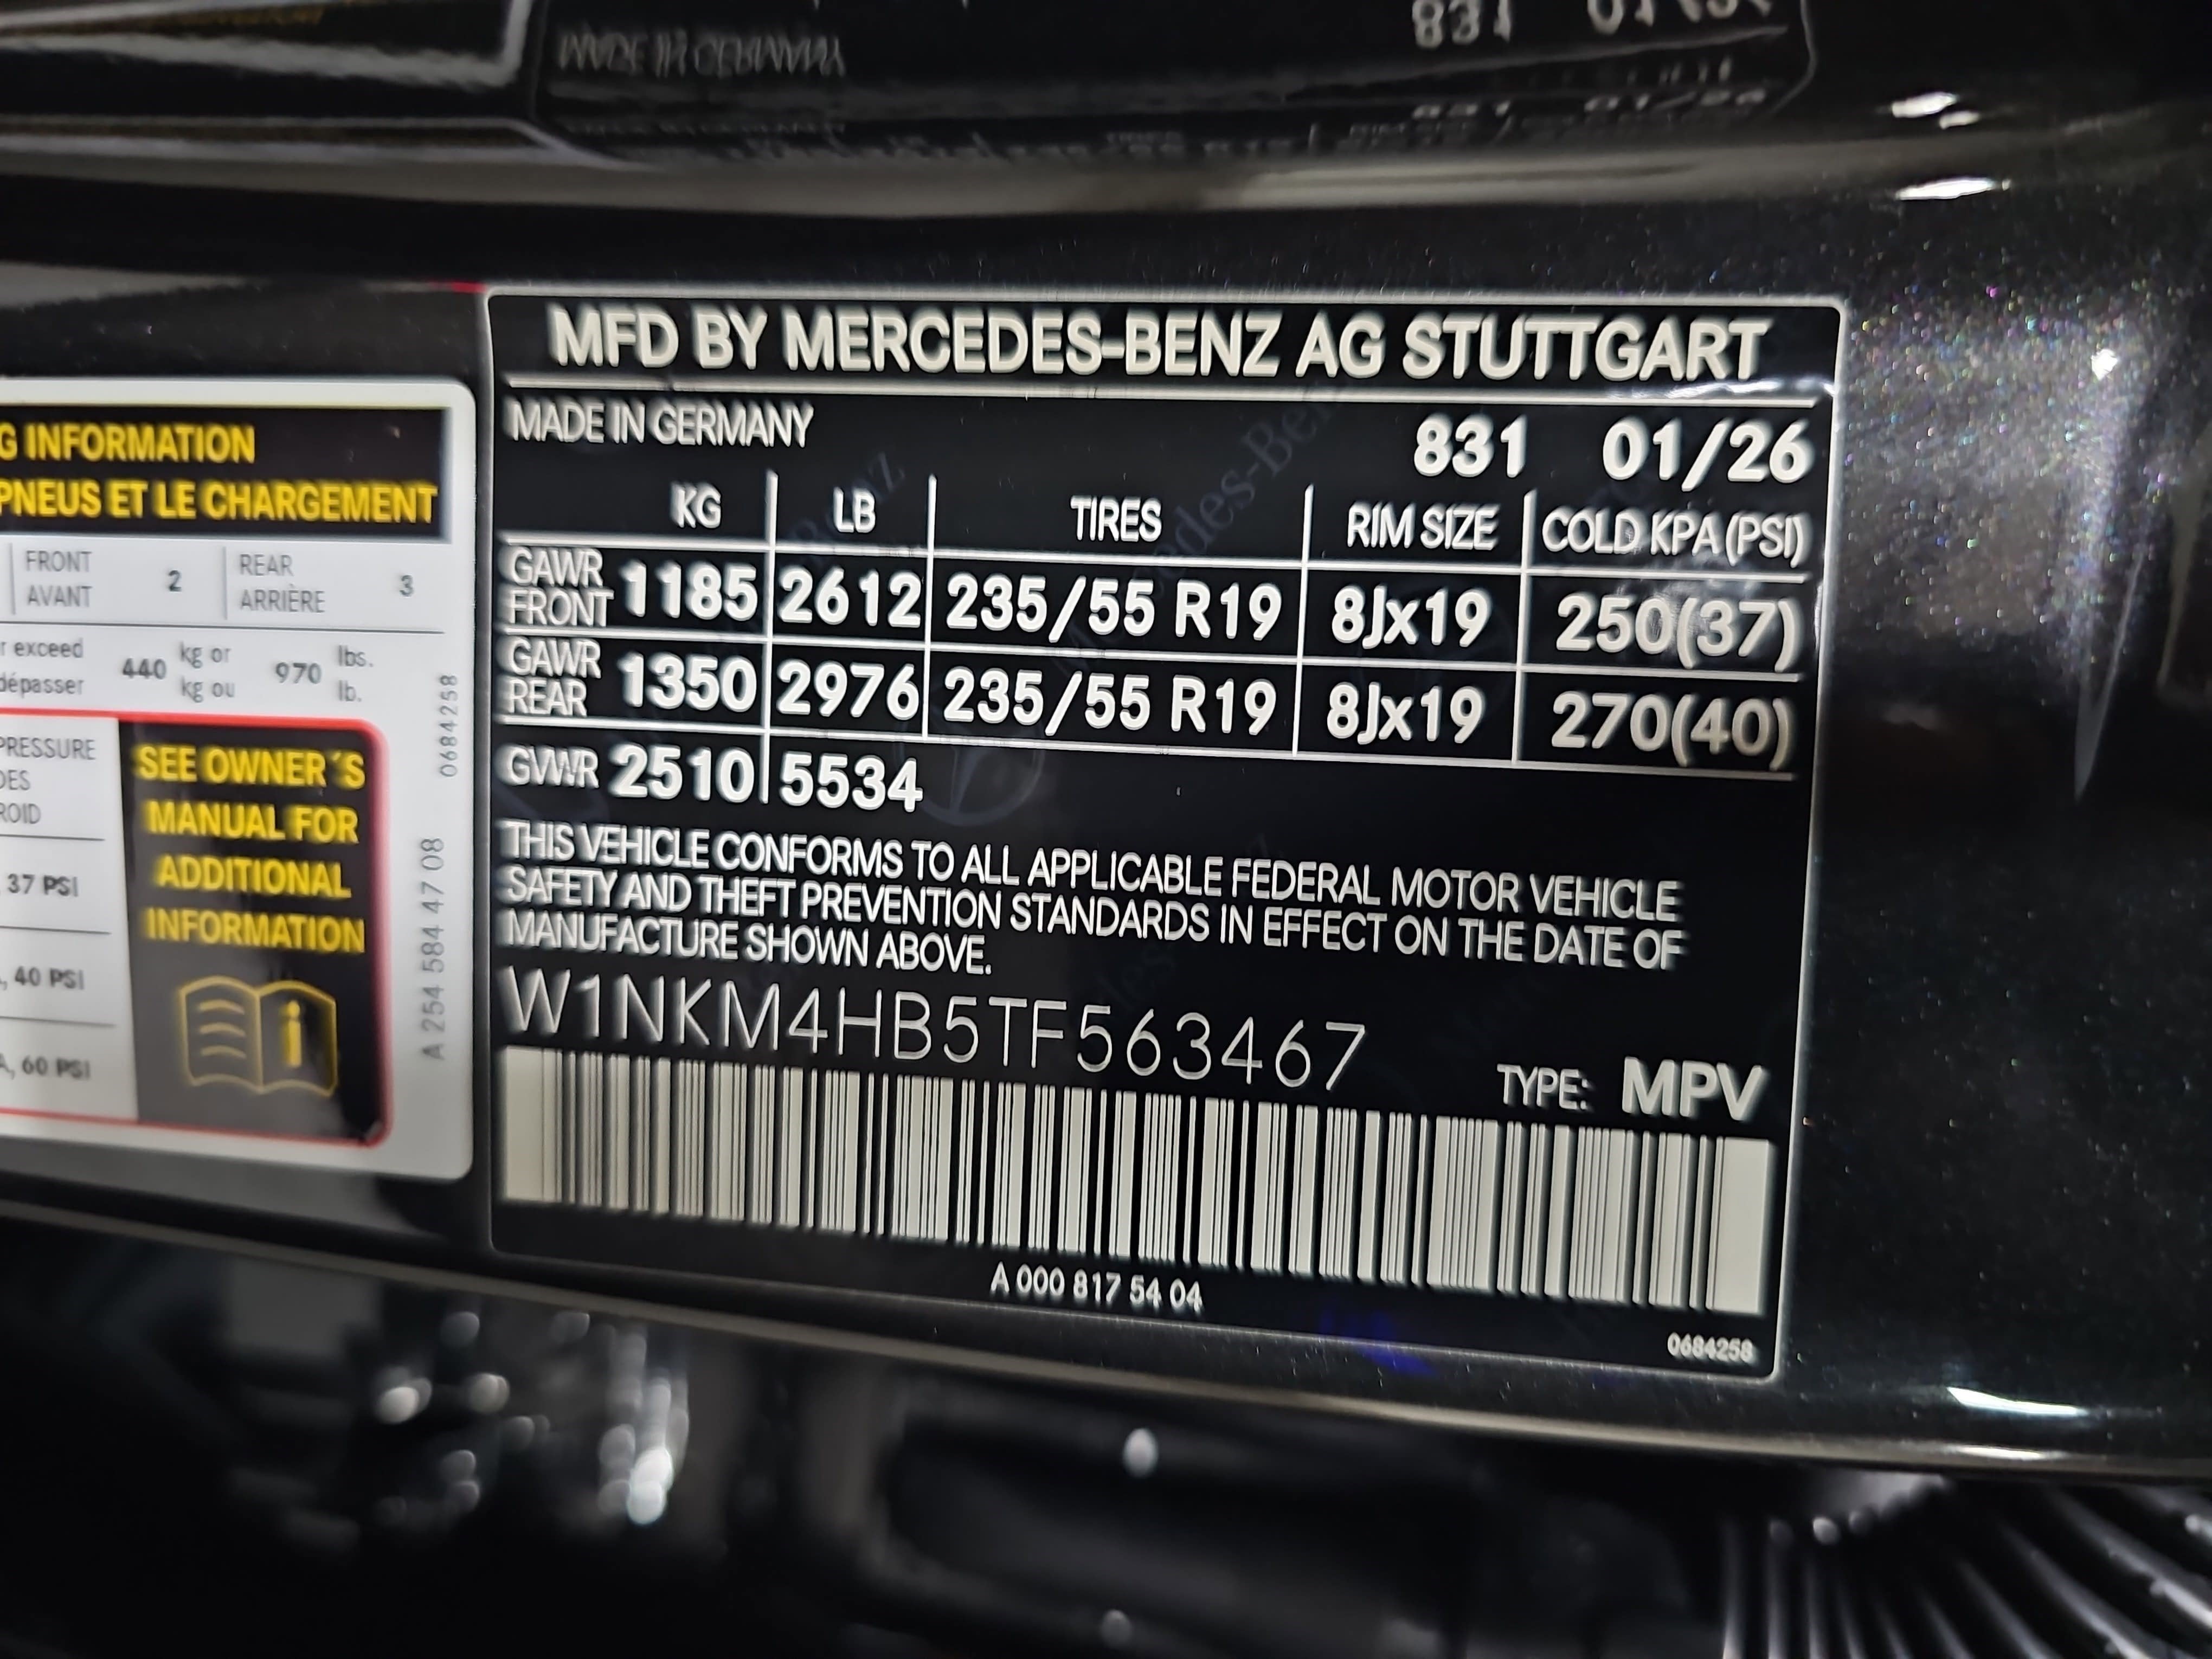 G INFORMATION
PNEUS ET LE CHARGEMENT
FRONT
AVANT
2
REAR
ARRIÈRE
3
r exceed
dépasser
440
kg or
kg ou
970
lbs.
lb.
PRESSURE
DES
ROID
37 PSI
, 40 PSI
, 60 PSI
SEE OWNER´S
MANUAL FOR
ADDITIONAL
INFORMATION
i
0684258
A 254 584 47 08
MFD BY MERCEDES-BENZ AG STUTTGART
MADE IN GERMANY 831 01/26
KG LB TIRES RIM SIZE COLD KPA (PSI)
GAWR FRONT 1185 2612 235/55 R19 8Jx19 250(37)
GAWR REAR 1350 2976 235/55 R19 8Jx19 270(40)
GVWR 2510 5534
THIS VEHICLE CONFORMS TO ALL APPLICABLE FEDERAL MOTOR VEHICLE
SAFETY AND THEFT PREVENTION STANDARDS IN EFFECT ON THE DATE OF
MANUFACTURE SHOWN ABOVE.
W1NKM4HB5TF563467
TYPE: MPV
A 000 817 54 04
0684258